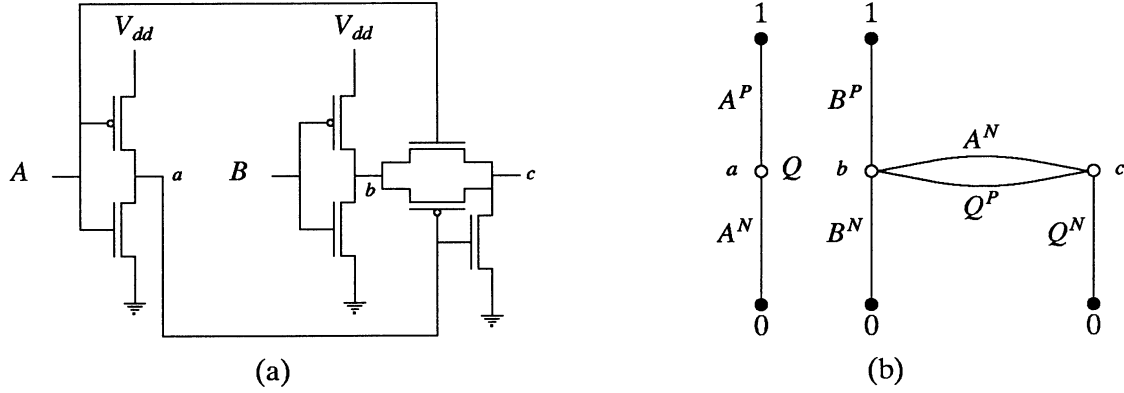 V_dd V_dd
A a B b c
(a)
1 1
A^P B^P
A^N
a Q b c
Q^P
A^N B^N Q^N
0 0 0
(b)